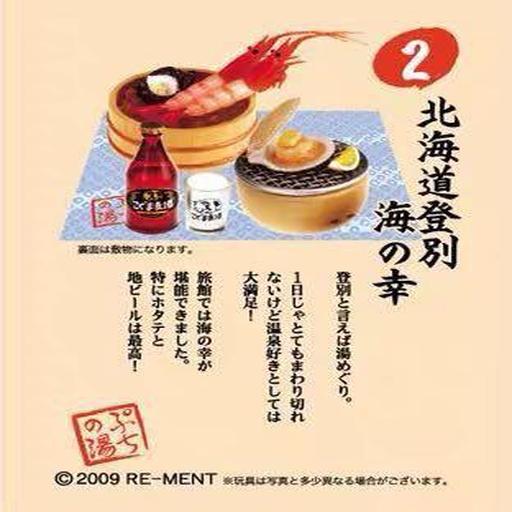 2
北海道登別
海の幸
裏面は敷物になります。
登別と言えば湯めぐり。
1日じゃとてもまわり切れ
ないけど温泉好きとしては
大満足！
旅館では海の幸が
堪能できました。
特にホタテと
地ビールは最高！
ぷち
の湯
©2009 RE-MENT ※玩具は写真と多少異なる場合がございます。